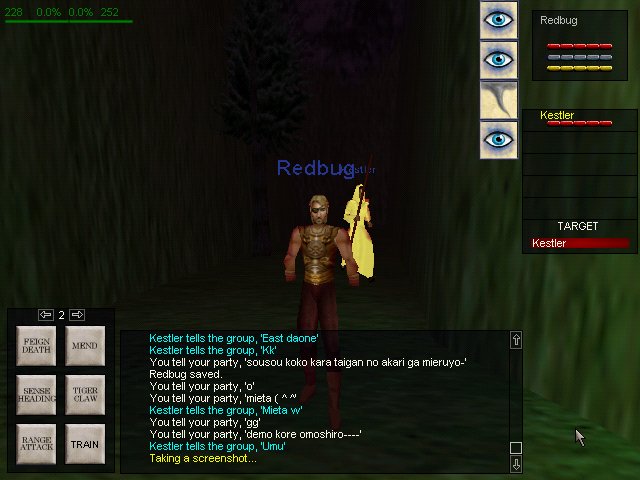 228 0.0% 0.0% 252
Redbug
Kestler
Redbug
Kestler
TARGET
Kestler
2
FEIGN DEATH
MEND
SENSE HEADING
TIGER CLAW
RANGE ATTACK
TRAIN
Kestler tells the group, 'East daone'
Kestler tells the group, 'Kk'
You tell your party, 'sousou koko kara taigan no akari ga mieruyo-'
Redbug saved.
You tell your party, 'o'
You tell your party, 'mieta ( ^ ^'
Kestler tells the group, 'Mieta w'
You tell your party, 'gg'
You tell your party, 'demo kore omoshiro----'
Kestler tells the group, 'Umu'
Taking a screenshot...